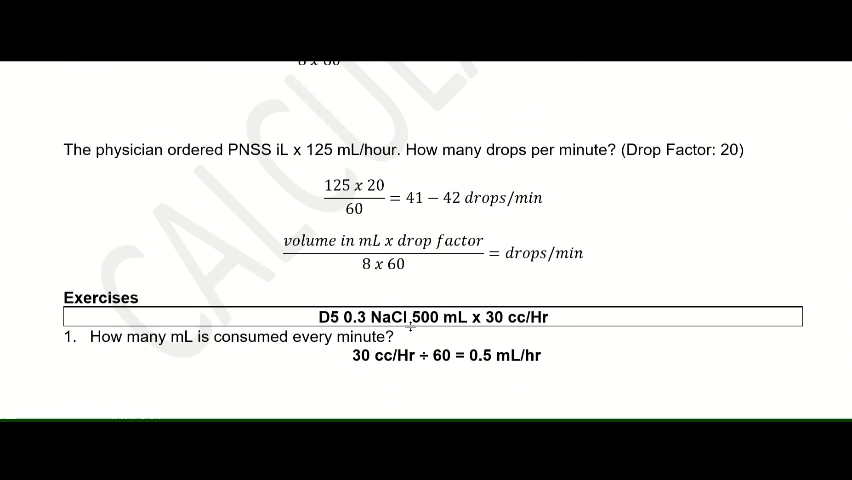 The physician ordered PNSS iL x 125 mL/hour. How many drops per minute? (Drop Factor: 20)
125 x 20
60
= 41 − 42 drops/min
volume in mL x drop factor
8 x 60
= drops/min
Exercises
D5 0.3 NaCl,500 mL x 30 cc/Hr
1. How many mL is consumed every minute?
30 cc/Hr ÷ 60 = 0.5 mL/hr